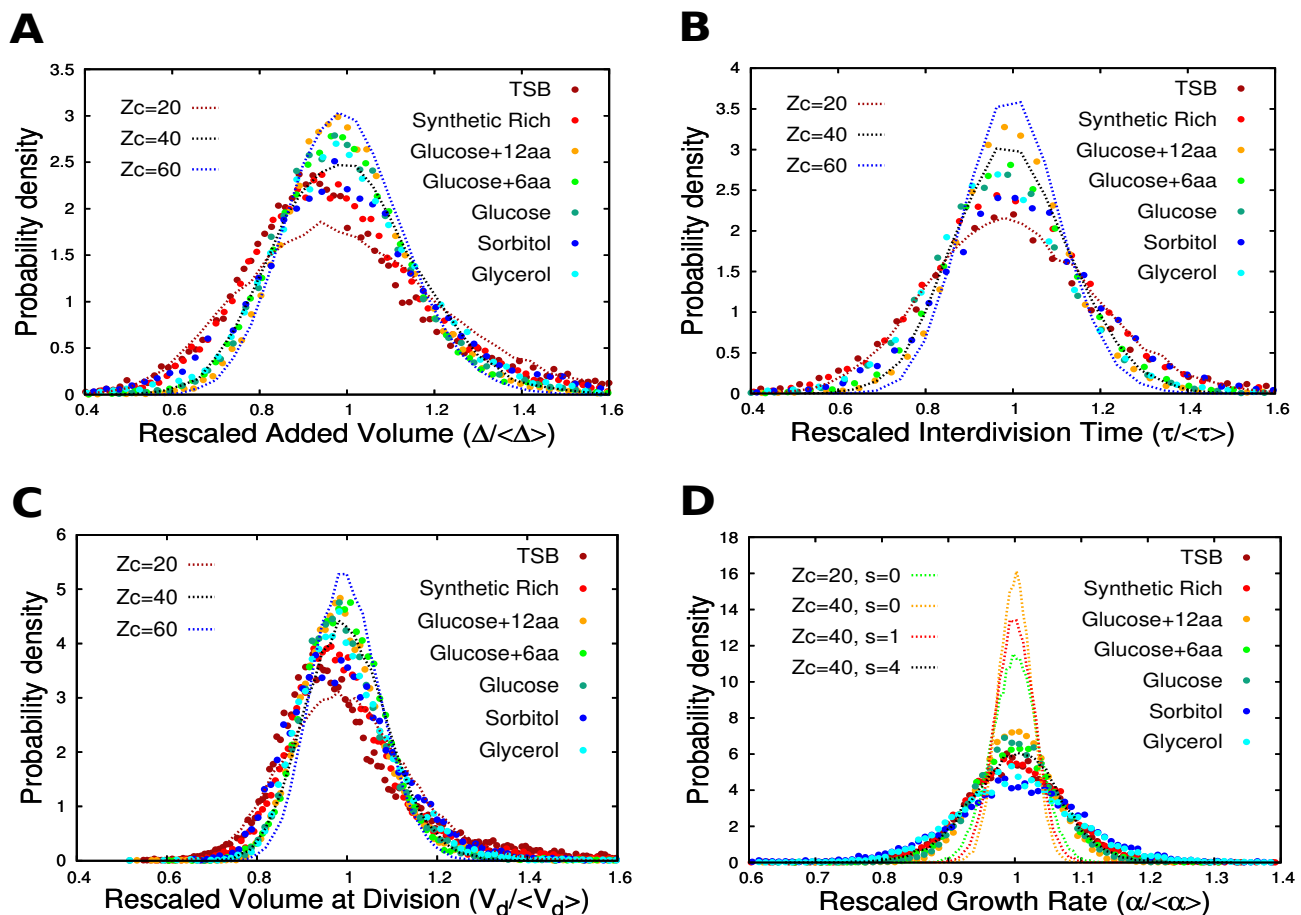 A
Probability density
3.5
3
2.5
2
1.5
1
0.5
0
0.4 0.6 0.8 1 1.2 1.4 1.6
Rescaled Added Volume (Δ/<Δ>)
Zc=20
Zc=40
Zc=60
TSB
Synthetic Rich
Glucose+12aa
Glucose+6aa
Glucose
Sorbitol
Glycerol
B
Probability density
4
3.5
3
2.5
2
1.5
1
0.5
0
0.4 0.6 0.8 1 1.2 1.4 1.6
Rescaled Interdivision Time (τ/<τ>)
Zc=20
Zc=40
Zc=60
TSB
Synthetic Rich
Glucose+12aa
Glucose+6aa
Glucose
Sorbitol
Glycerol
C
Probability density
6
5
4
3
2
1
0
0.4 0.6 0.8 1 1.2 1.4 1.6
Rescaled Volume at Division (V_d/<V_d>)
Zc=20
Zc=40
Zc=60
TSB
Synthetic Rich
Glucose+12aa
Glucose+6aa
Glucose
Sorbitol
Glycerol
D
Probability density
18
16
14
12
10
8
6
4
2
0
0.6 0.7 0.8 0.9 1 1.1 1.2 1.3 1.4
Rescaled Growth Rate (α/<α>)
Zc=20, s=0
Zc=40, s=0
Zc=40, s=1
Zc=40, s=4
TSB
Synthetic Rich
Glucose+12aa
Glucose+6aa
Glucose
Sorbitol
Glycerol